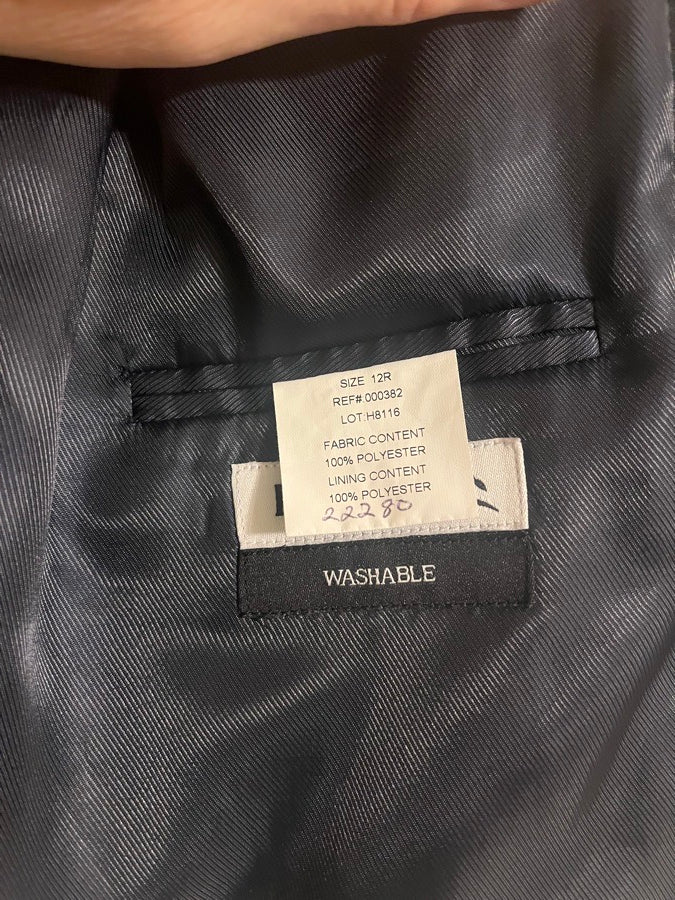 SIZE 12R
REF#.000382
LOT:H8116
FABRIC CONTENT
100% POLYESTER
LINING CONTENT
100% POLYESTER
22280
WASHABLE